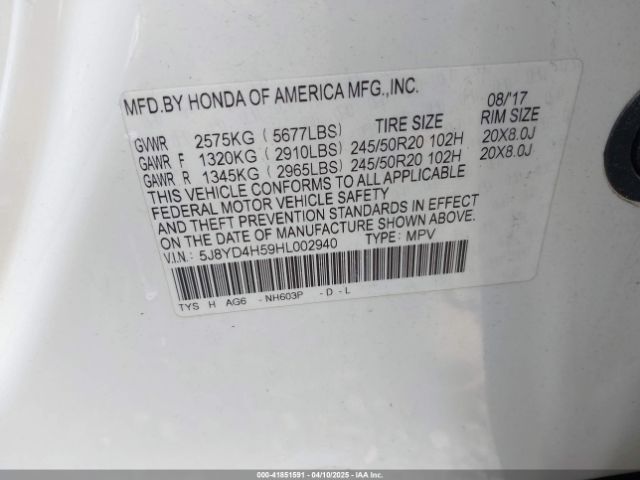 MFD.BY HONDA OF AMERICA MFG.,INC.
08/'17
TIRE SIZE RIM SIZE
GVWR 2575KG ( 5677LBS)
GAWR F 1320KG ( 2910LBS) 245/50R20 102H 20X8.0J
GAWR R 1345KG ( 2965LBS) 245/50R20 102H 20X8.0J
THIS VEHICLE CONFORMS TO ALL APPLICABLE
FEDERAL MOTOR VEHICLE SAFETY
AND THEFT PREVENTION STANDARDS IN EFFECT
ON THE DATE OF MANUFACTURE SHOWN ABOVE.
V.I.N.: 5J8YD4H59HL002940 TYPE: MPV
TYS H AG6 -NH603P -D-L
000-41851591 - 04/10/2025 - IAA Inc.